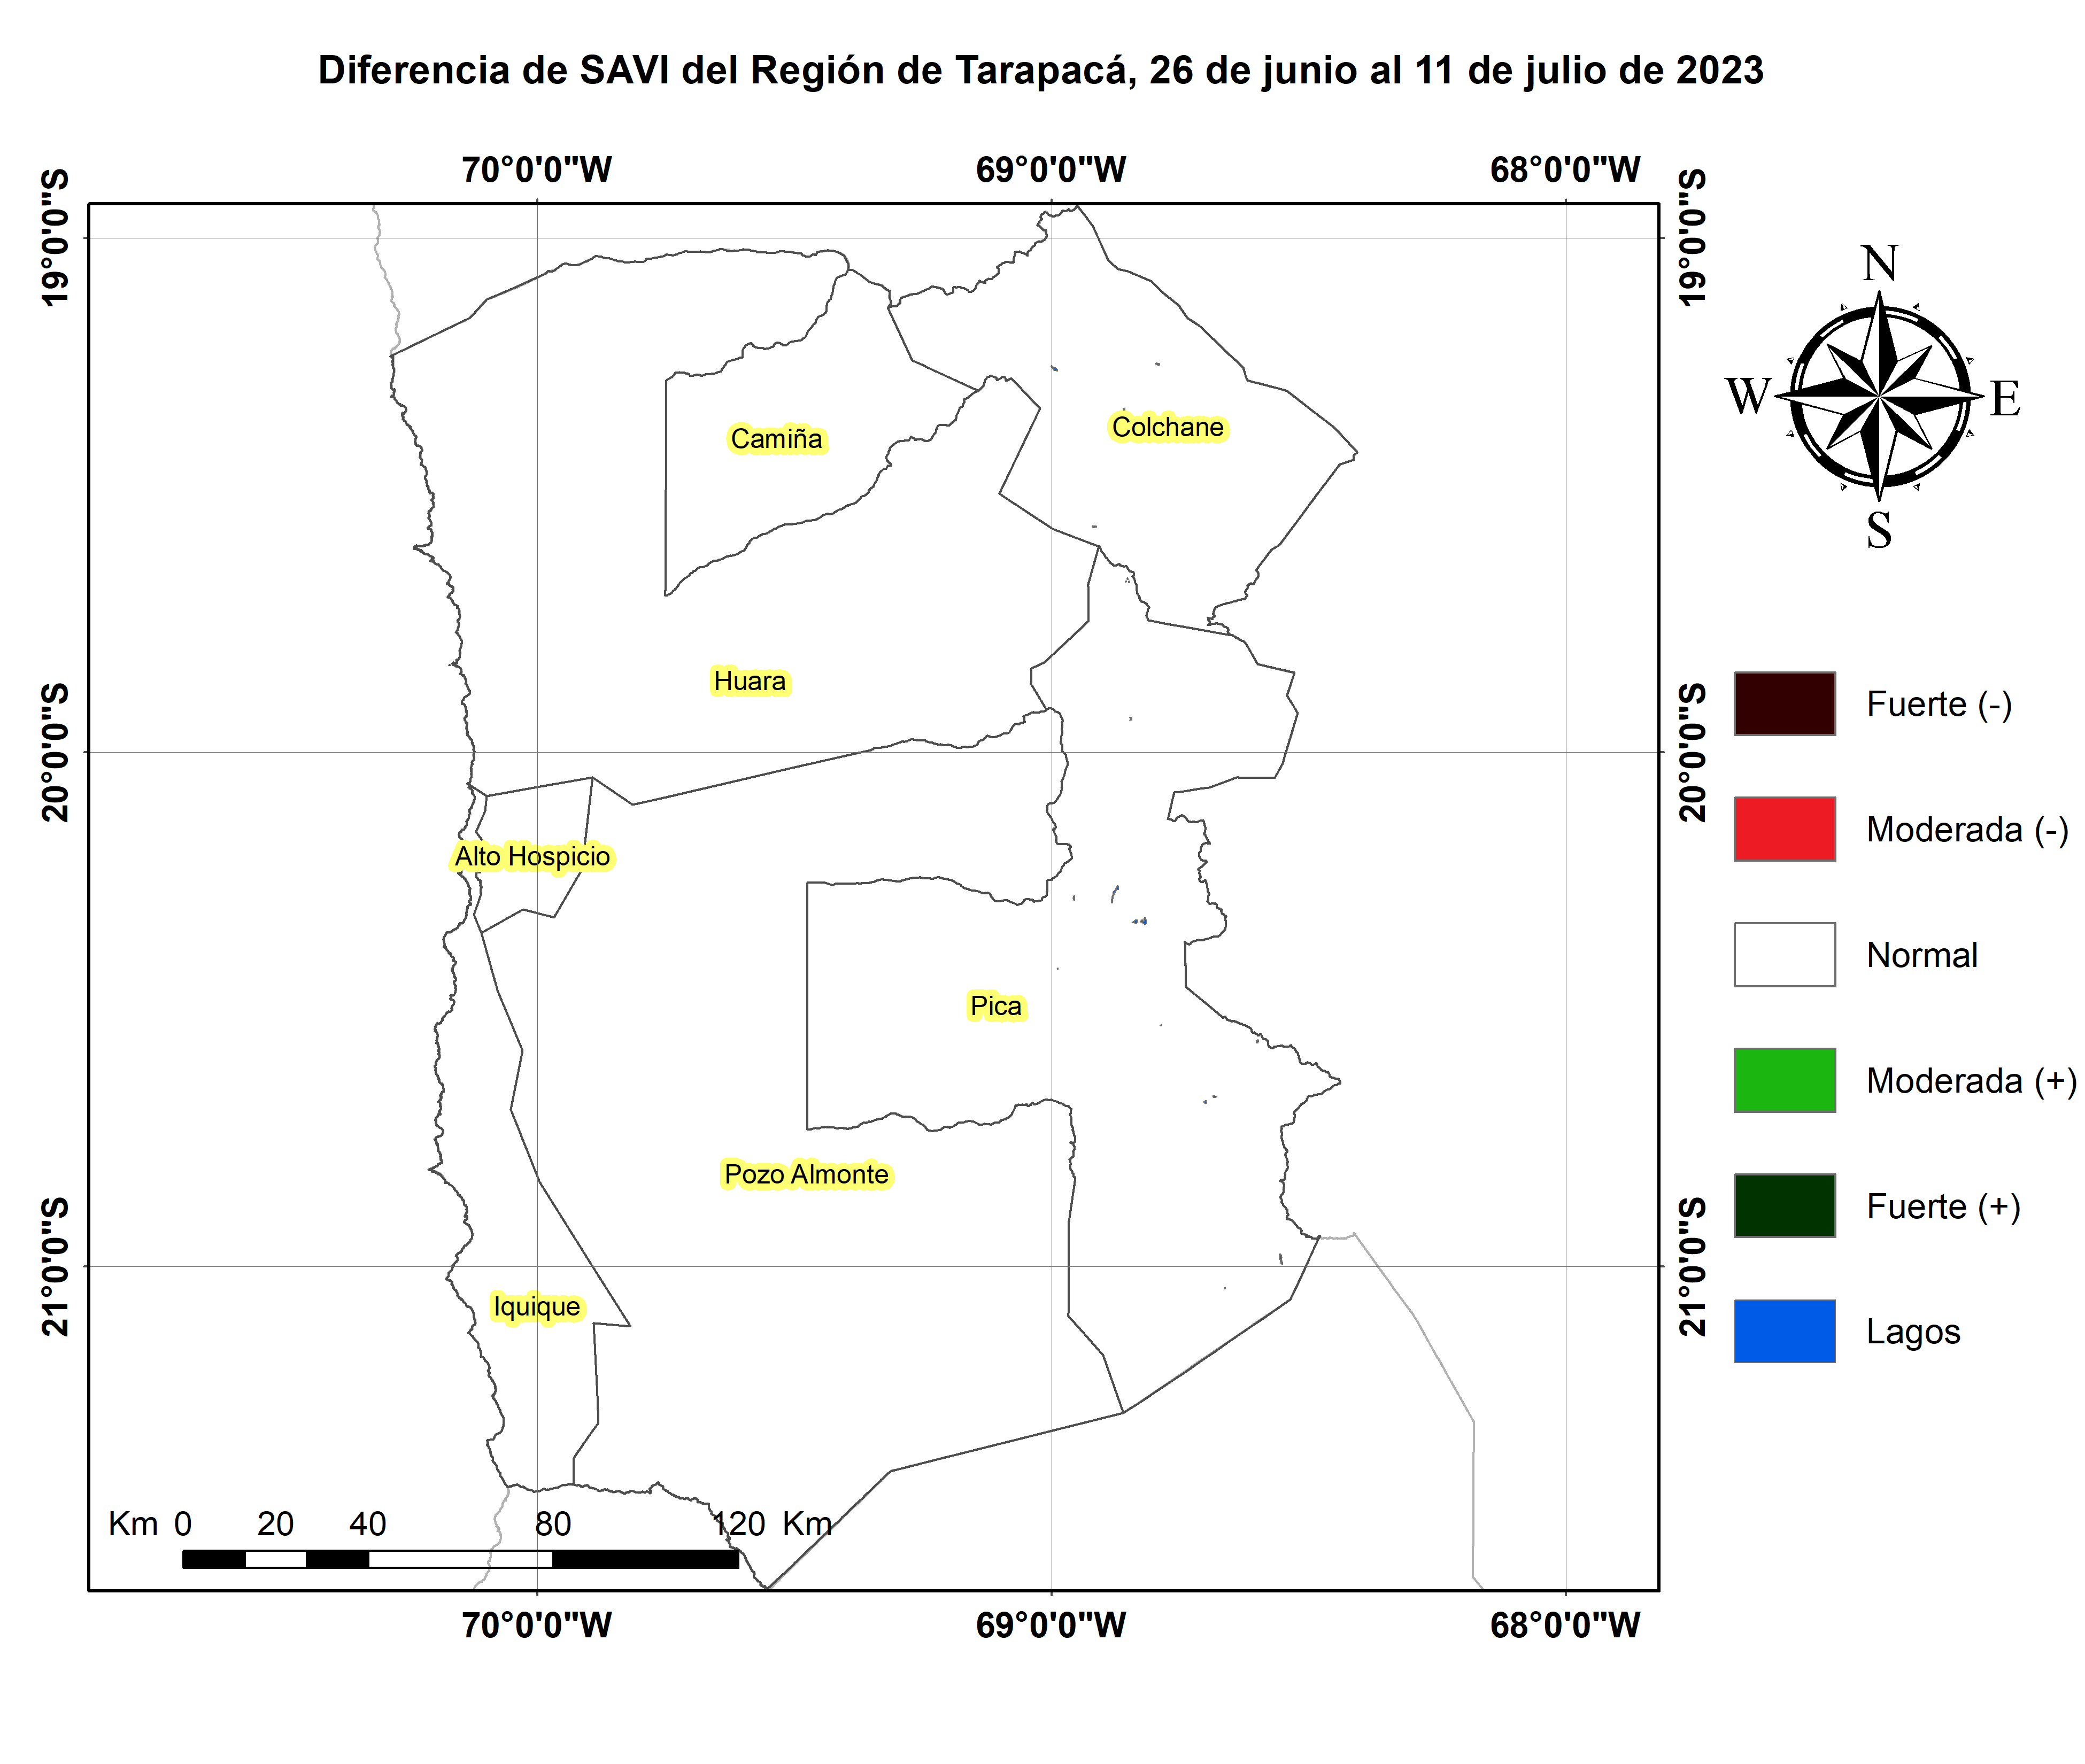 Diferencia de SAVI del Región de Tarapacá, 26 de junio al 11 de julio de 2023
70°0'0"W 69°0'0"W 68°0'0"W
19°0'0"S 19°0'0"S
N
W E
S
Camiña
Colchane
Huara
20°0'0"S 20°0'0"S
Alto Hospicio
Pica
Pozo Almonte
21°0'0"S 21°0'0"S
Iquique
Fuerte (-)
Moderada (-)
Normal
Moderada (+)
Fuerte (+)
Lagos
Km 0 20 40 80 120 Km
70°0'0"W 69°0'0"W 68°0'0"W